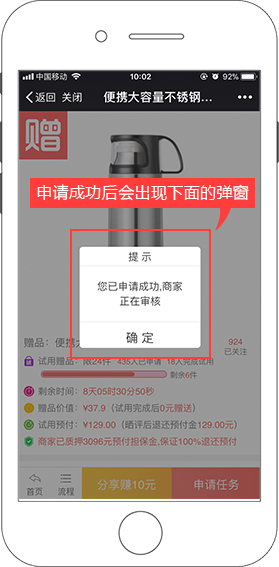 中国移动 10:02 92%
返回 关闭 便携大容量不锈钢... •••
赠
申请成功后会出现下面的弹窗
提 示
您已申请成功,商家
正在审核
确 定
赠品: 便携大
924
已关注
试用赠品: 限24件 435人已申请 18人完成试用
剩余6件
剩余时间: 8天05时30分50秒
赠品价值: ¥37.9 (试用完成后0元赠送)
试用预付: ¥129.00 (晒评后退还预付金129.00元)
商家已质押3096元预付担保金,保证100%退还预付
首页 流程 分享赚10元 申请任务